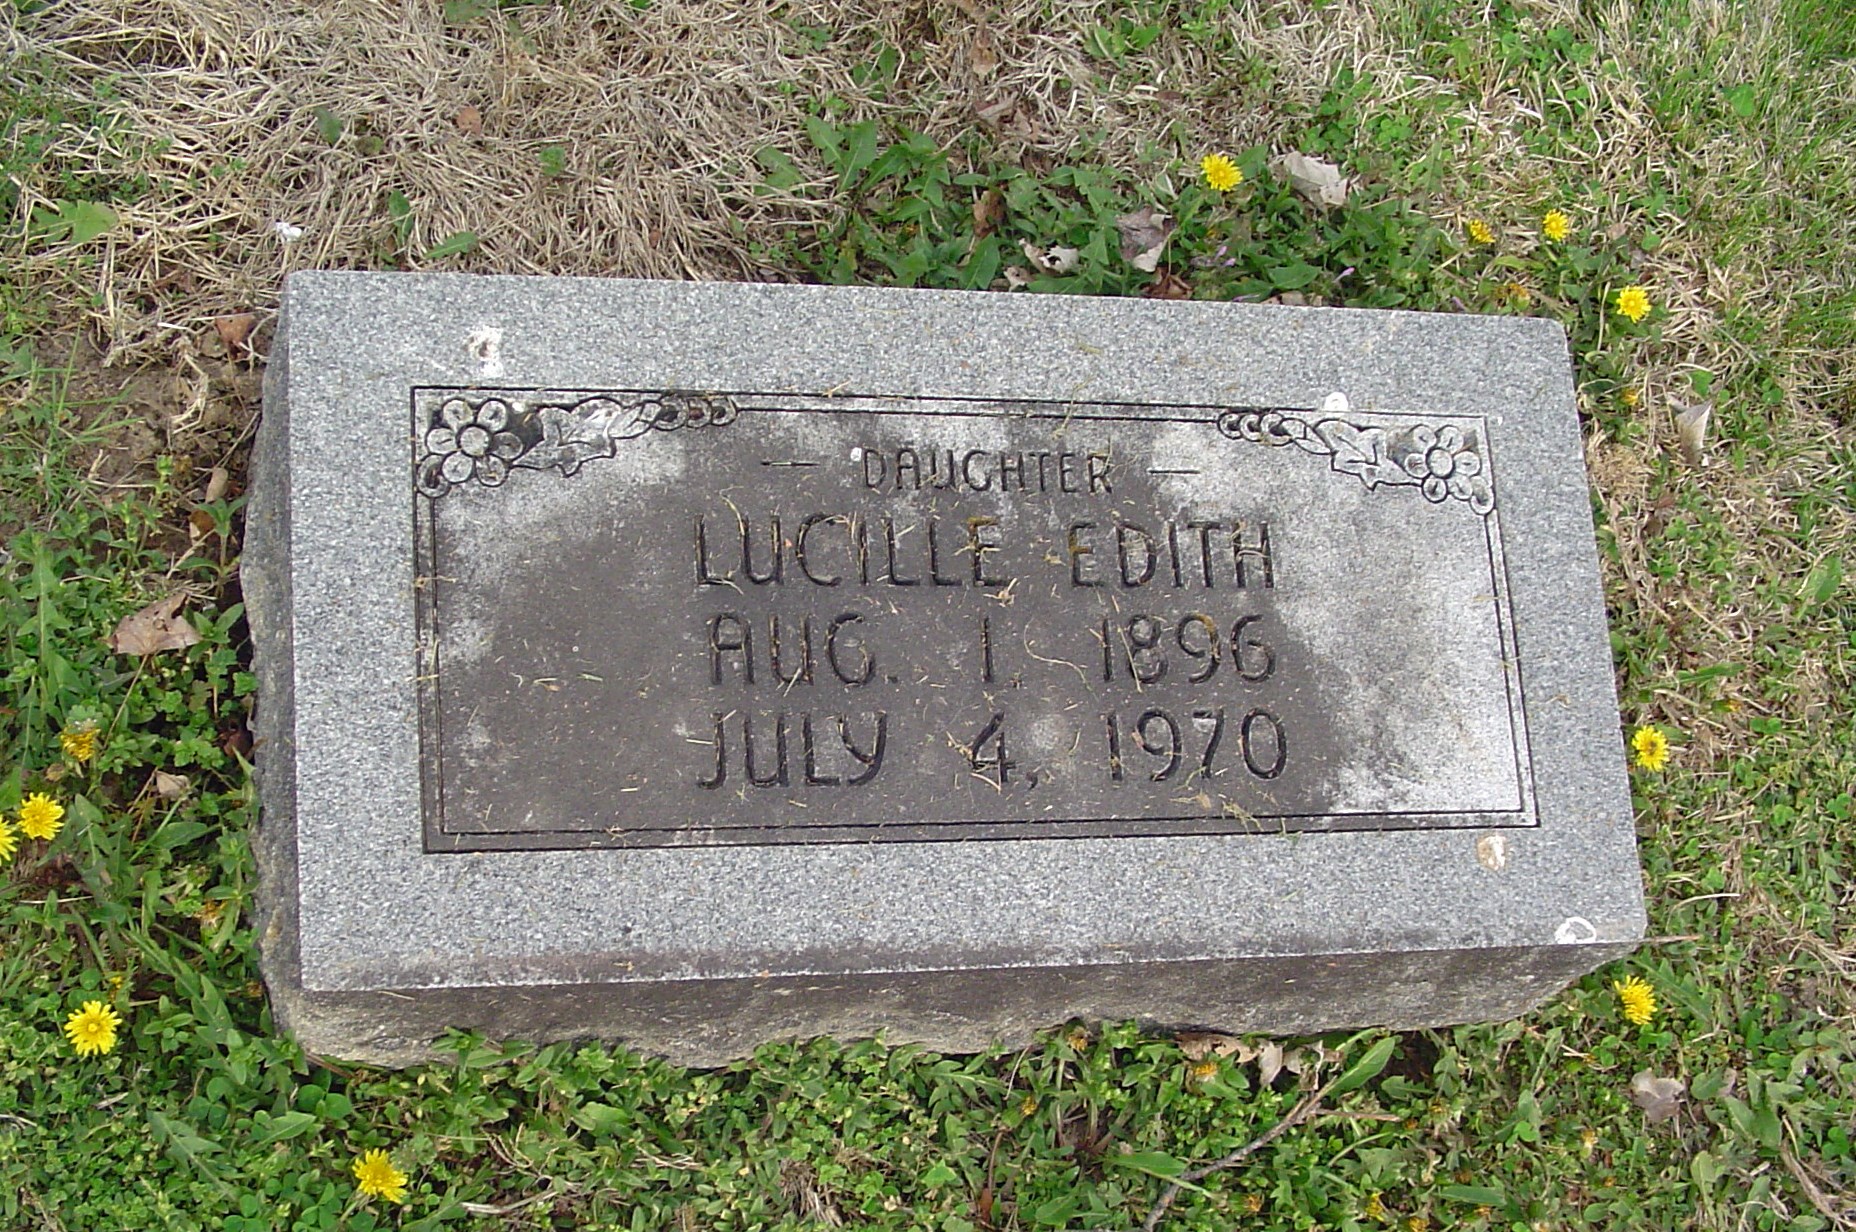 — DAUGHTER —
LUCILLE EDITH
AUG. 1, 1896
JULY 4, 1970